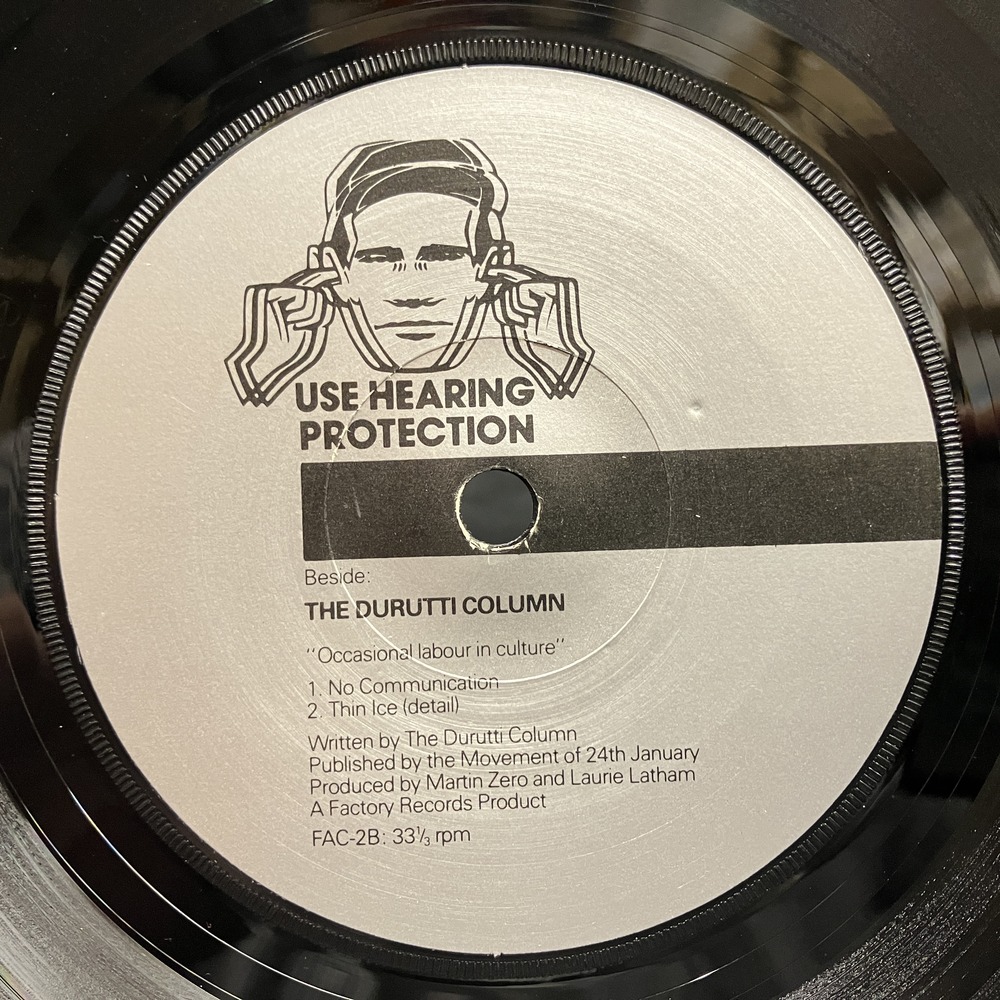 USE HEARING
PROTECTION
Beside:
THE DURUTTI COLUMN
"Occasional labour in culture"
1. No Communication
2. Thin Ice (detail)
Written by The Durutti Column
Published by the Movement of 24th January
Produced by Martin Zero and Laurie Latham
A Factory Records Product
FAC-2B: 33⅓ rpm